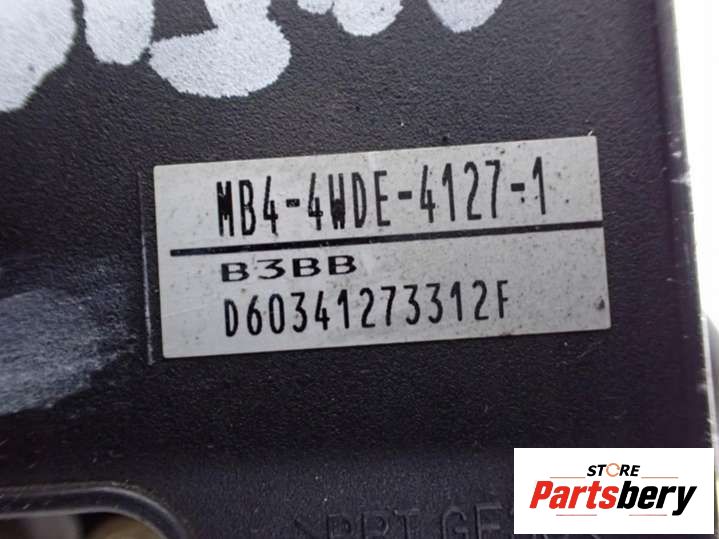 MB4-4WDE-4127-1
B3BB
D60341273312F
STORE
Partsbery